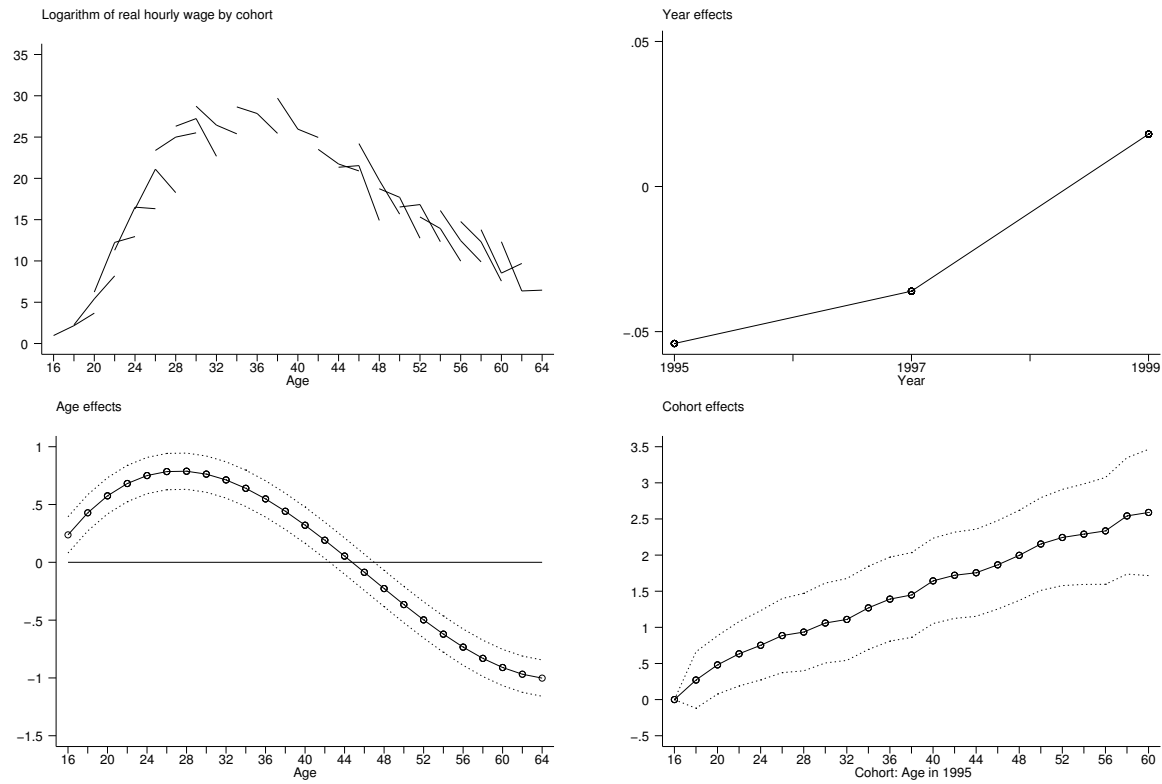 Logarithm of real hourly wage by cohort
35
30
25
20
15
10
5
0
16 20 24 28 32 36 40 44 48 52 56 60 64
Age
Year effects
.05
0
−.05
1995 1997 1999
Year
Age effects
1
.5
0
−.5
−1
−1.5
16 20 24 28 32 36 40 44 48 52 56 60 64
Age
Cohort effects
3.5
3
2.5
2
1.5
1
.5
0
−.5
16 20 24 28 32 36 40 44 48 52 56 60
Cohort: Age in 1995